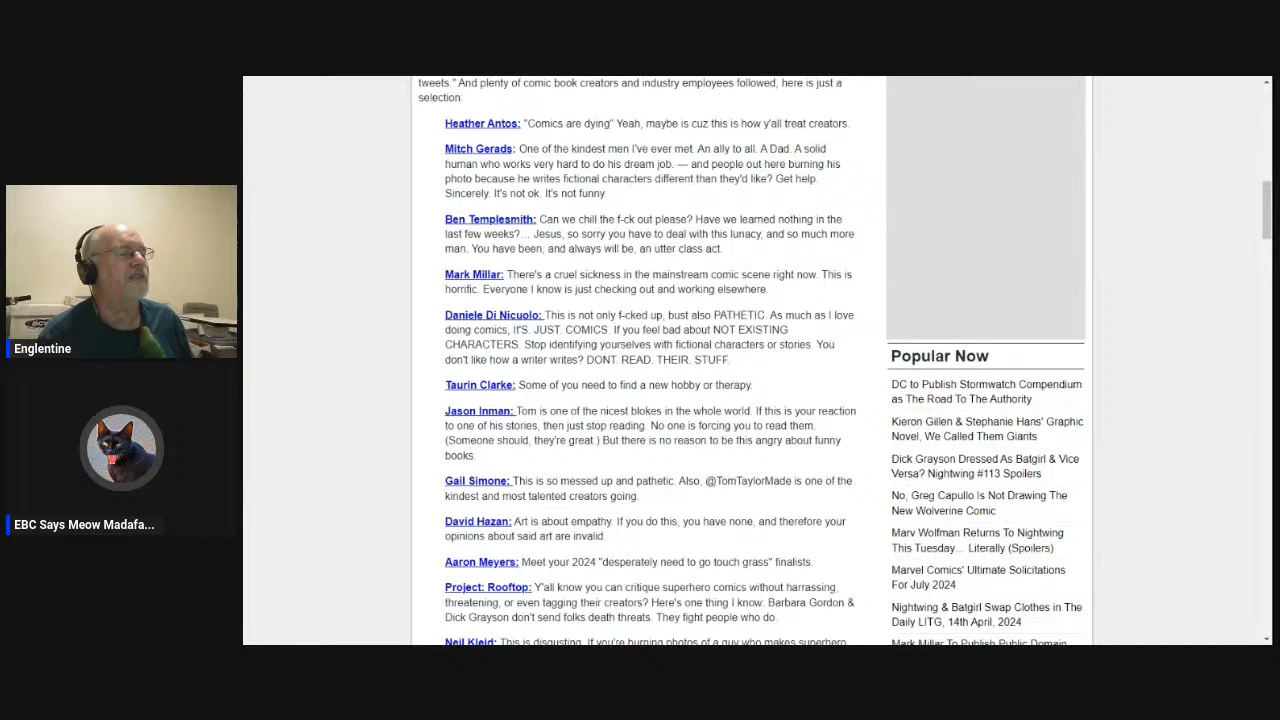 tweets." And plenty of comic book creators and industry employees followed, here is just a
selection:
Heather Antos: "Comics are dying" Yeah, maybe is cuz this is how y'all treat creators.
Mitch Gerads: One of the kindest men I've ever met. An ally to all. A Dad. A solid
human who works very hard to do his dream job. — and people out here burning his
photo because he writes fictional characters different than they'd like? Get help.
Sincerely. It's not ok. It's not funny.
Ben Templesmith: Can we chill the f-ck out please? Have we learned nothing in the
last few weeks?… Jesus, so sorry you have to deal with this lunacy, and so much more
man. You have been, and always will be, an utter class act.
Mark Millar: There's a cruel sickness in the mainstream comic scene right now. This is
horrific. Everyone I know is just checking out and working elsewhere.
Daniele Di Nicuolo: This is not only f-cked up, bust also PATHETIC. As much as I love
doing comics, it'S. JUST. COMICS. If you feel bad about NOT EXISTING
CHARACTERS. Stop identifying yourselves with fictional characters or stories. You
don't like how a writer writes? DONT. READ. THEIR. STUFF.
Taurin Clarke: Some of you need to find a new hobby or therapy.
Jason Inman: Tom is one of the nicest blokes in the whole world. If this is your reaction
to one of his stories, then just stop reading. No one is forcing you to read them.
(Someone should, they're great.) But there is no reason to be this angry about funny
books.
Gail Simone: This is so messed up and pathetic. Also, @TomTaylorMade is one of the
kindest and most talented creators going.
David Hazan: Art is about empathy. If you do this, you have none, and therefore your
opinions about said art are invalid.
Aaron Meyers: Meet your 2024 "desperately need to go touch grass" finalists.
Project: Rooftop: Y'all know you can critique superhero comics without harrassing,
threatening, or even tagging their creators? Here's one thing I know: Barbara Gordon &
Dick Grayson don't send folks death threats. They fight people who do.
Neil Kleid: This is disgusting. If you're burning photos of a guy who makes superhero
Popular Now
DC to Publish Stormwatch Compendium
as The Road To The Authority
Kieron Gillen & Stephanie Hans' Graphic
Novel, We Called Them Giants
Dick Grayson Dressed As Batgirl & Vice
Versa? Nightwing #113 Spoilers
No, Greg Capullo Is Not Drawing The
New Wolverine Comic
Marv Wolfman Returns To Nightwing
This Tuesday… Literally (Spoilers)
Marvel Comics' Ultimate Solicitations
For July 2024
Nightwing & Batgirl Swap Clothes in The
Daily LITG, 14th April, 2024
Mark Millar To Publish Public Domain
Englentine
EBC Says Meow Madafa...